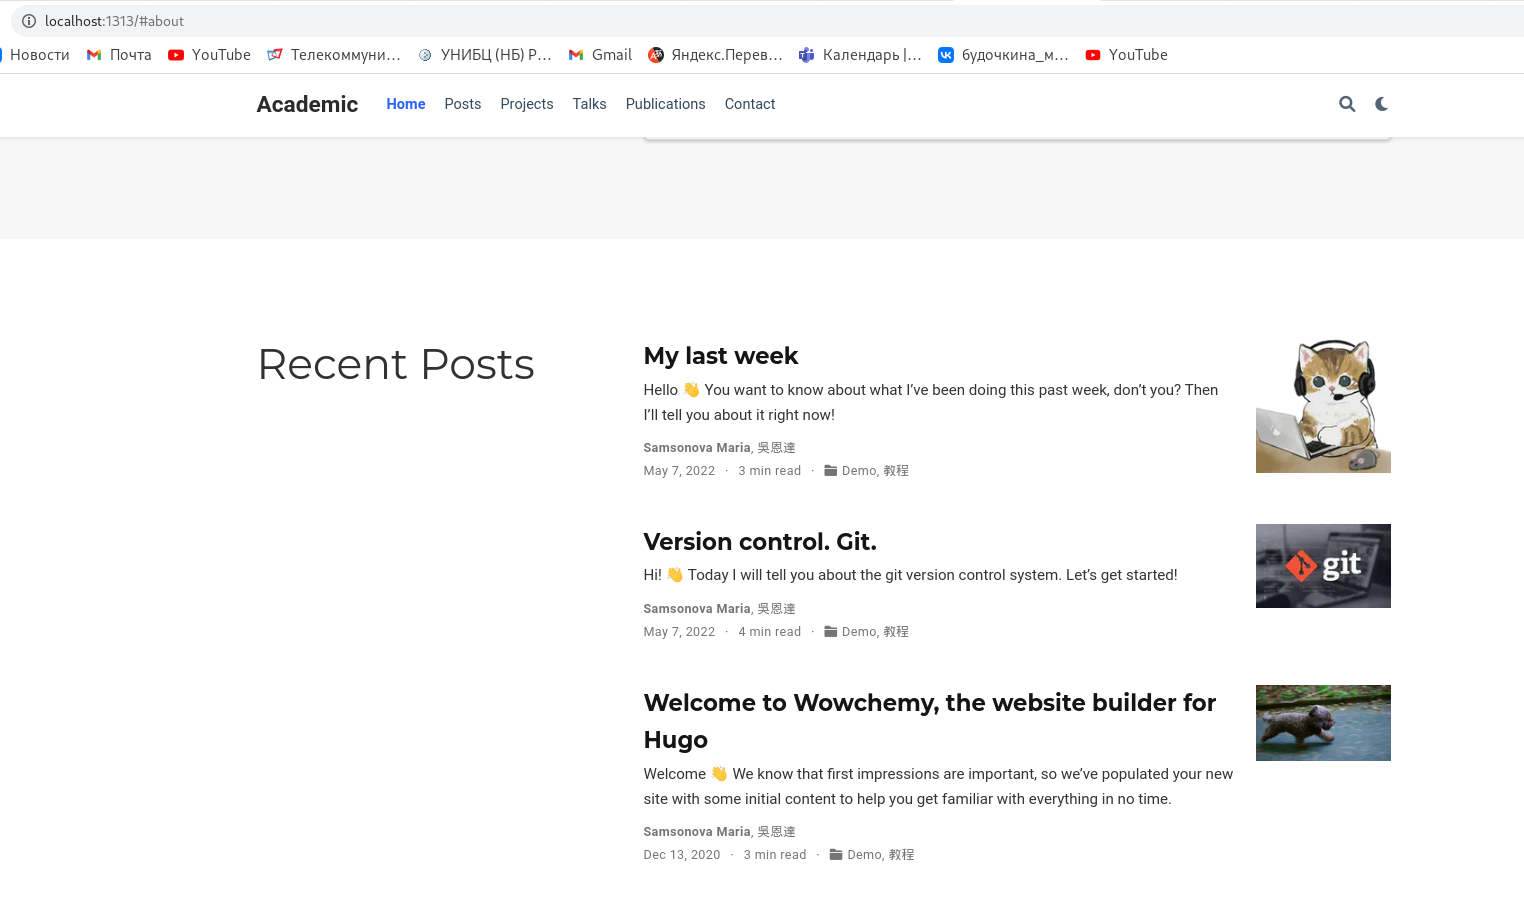 localhost:1313/#about
Новости Почта YouTube Телекоммуни... УНИБЦ (НБ) Р... Gmail Яндекс.Перев... Календарь |... будочкина_м... YouTube
Academic Home Posts Projects Talks Publications Contact
Recent Posts
My last week
Hello 👋 You want to know about what I’ve been doing this past week, don’t you? Then
I’ll tell you about it right now!
Samsonova Maria, 吳恩達
May 7, 2022 · 3 min read · Demo, 教程
Version control. Git.
Hi! 👋 Today I will tell you about the git version control system. Let’s get started!
git
Samsonova Maria, 吳恩達
May 7, 2022 · 4 min read · Demo, 教程
Welcome to Wowchemy, the website builder for
Hugo
Welcome 👋 We know that first impressions are important, so we’ve populated your new
site with some initial content to help you get familiar with everything in no time.
Samsonova Maria, 吳恩達
Dec 13, 2020 · 3 min read · Demo, 教程